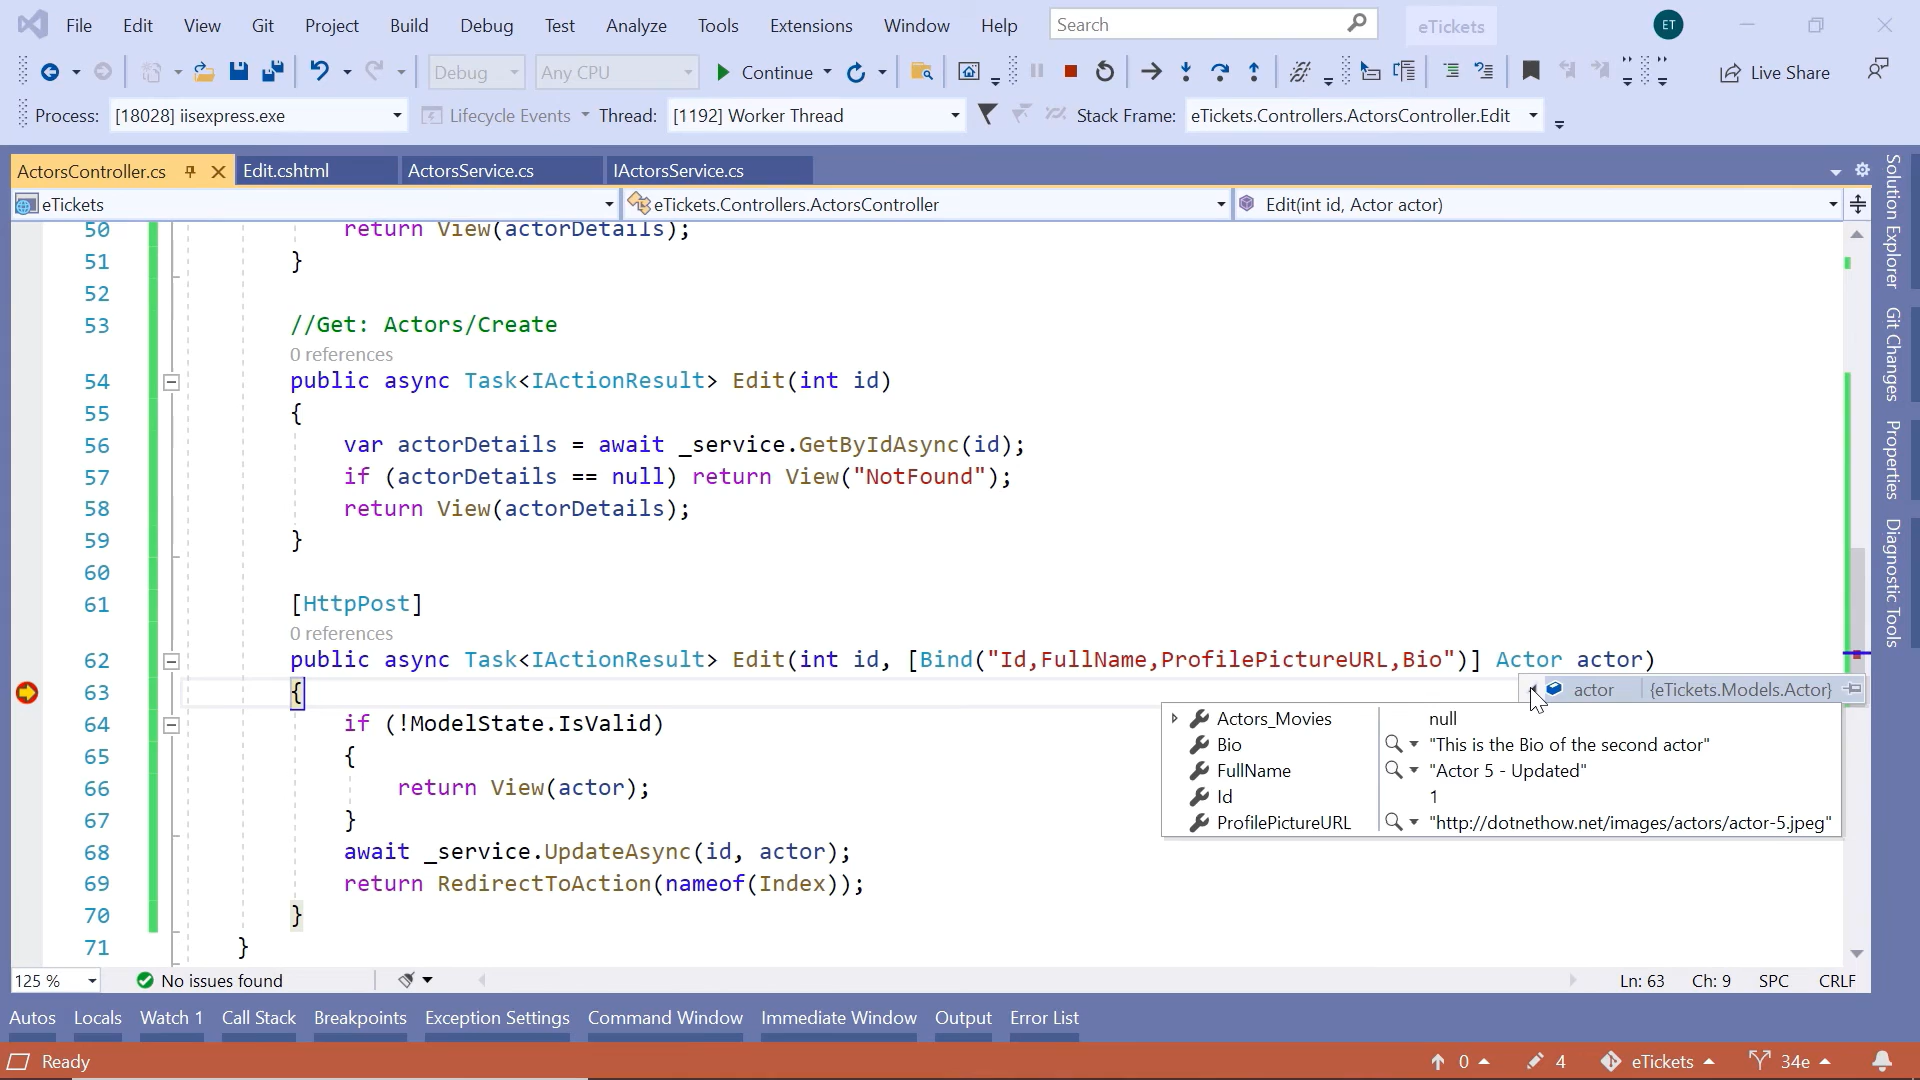 File Edit View Git Project Build Debug Test Analyze Tools Extensions Window Help Search eTickets ET
Debug Any CPU Continue Live Share
Process: [18028] iisexpress.exe Lifecycle Events Thread: [1192] Worker Thread Stack Frame: eTickets.Controllers.ActorsController.Edit
ActorsController.cs Edit.cshtml ActorsService.cs IActorsService.cs
eTickets eTickets.Controllers.ActorsController Edit(int id, Actor actor)
50 return View(actorDetails);
51 }
52
53 //Get: Actors/Create
0 references
54 public async Task<IActionResult> Edit(int id)
55 {
56 var actorDetails = await _service.GetByIdAsync(id);
57 if (actorDetails == null) return View("NotFound");
58 return View(actorDetails);
59 }
60
61 [HttpPost]
0 references
62 public async Task<IActionResult> Edit(int id, [Bind("Id,FullName,ProfilePictureURL,Bio")] Actor actor)
63 {
actor {eTickets.Models.Actor}
Actors_Movies null
Bio "This is the Bio of the second actor"
FullName "Actor 5 - Updated"
Id 1
ProfilePictureURL "http://dotnethow.net/images/actors/actor-5.jpeg"
64 if (!ModelState.IsValid)
65 {
66 return View(actor);
67 }
68 await _service.UpdateAsync(id, actor);
69 return RedirectToAction(nameof(Index));
70 }
71 }
Solution Explorer
Git Changes
Properties
Diagnostic Tools
125 % No issues found Ln: 63 Ch: 9 SPC CRLF
Autos Locals Watch 1 Call Stack Breakpoints Exception Settings Command Window Immediate Window Output Error List
Ready 0 4 eTickets 34e